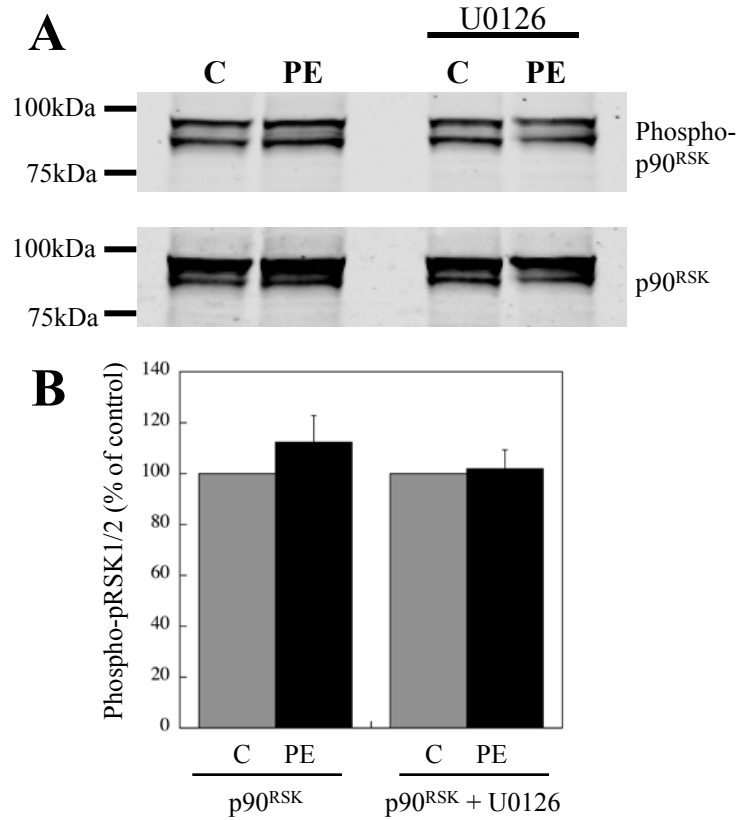 A
U0126
C PE C PE
100kDa
75kDa
Phospho-
p90RSK
100kDa
75kDa
p90RSK
B
Phospho-pRSK1/2 (% of control)
140
120
100
80
60
40
20
0
C PE C PE
p90RSK p90RSK + U0126